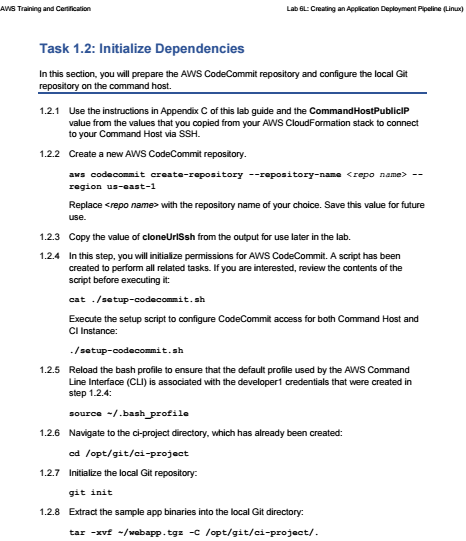 AWS Training and Certification
Lab 6L: Creating an Application Deployment Pipeline (Linux)
Task 1.2: Initialize Dependencies
In this section, you will prepare the AWS CodeCommit repository and configure the local Git
repository on the command host.
1.2.1 Use the instructions in Appendix C of this lab guide and the CommandHostPublicIP
value from the values that you copied from your AWS CloudFormation stack to connect
to your Command Host via SSH.
1.2.2 Create a new AWS CodeCommit repository.
aws codecommit create-repository --repository-name <repo name> --
region us-east-1
Replace <repo name> with the repository name of your choice. Save this value for future
use.
1.2.3 Copy the value of cloneUrlSsh from the output for use later in the lab.
1.2.4 In this step, you will initialize permissions for AWS CodeCommit. A script has been
created to perform all related tasks. If you are interested, review the contents of the
script before executing it:
cat ./setup-codecommit.sh
Execute the setup script to configure CodeCommit access for both Command Host and
CI Instance:
./setup-codecommit.sh
1.2.5 Reload the bash profile to ensure that the default profile used by the AWS Command
Line Interface (CLI) is associated with the developer1 credentials that were created in
step 1.2.4:
source ~/.bash_profile
1.2.6 Navigate to the ci-project directory, which has already been created:
cd /opt/git/ci-project
1.2.7 Initialize the local Git repository:
git init
1.2.8 Extract the sample app binaries into the local Git directory:
tar -xvf ~/webapp.tgz -C /opt/git/ci-project/.